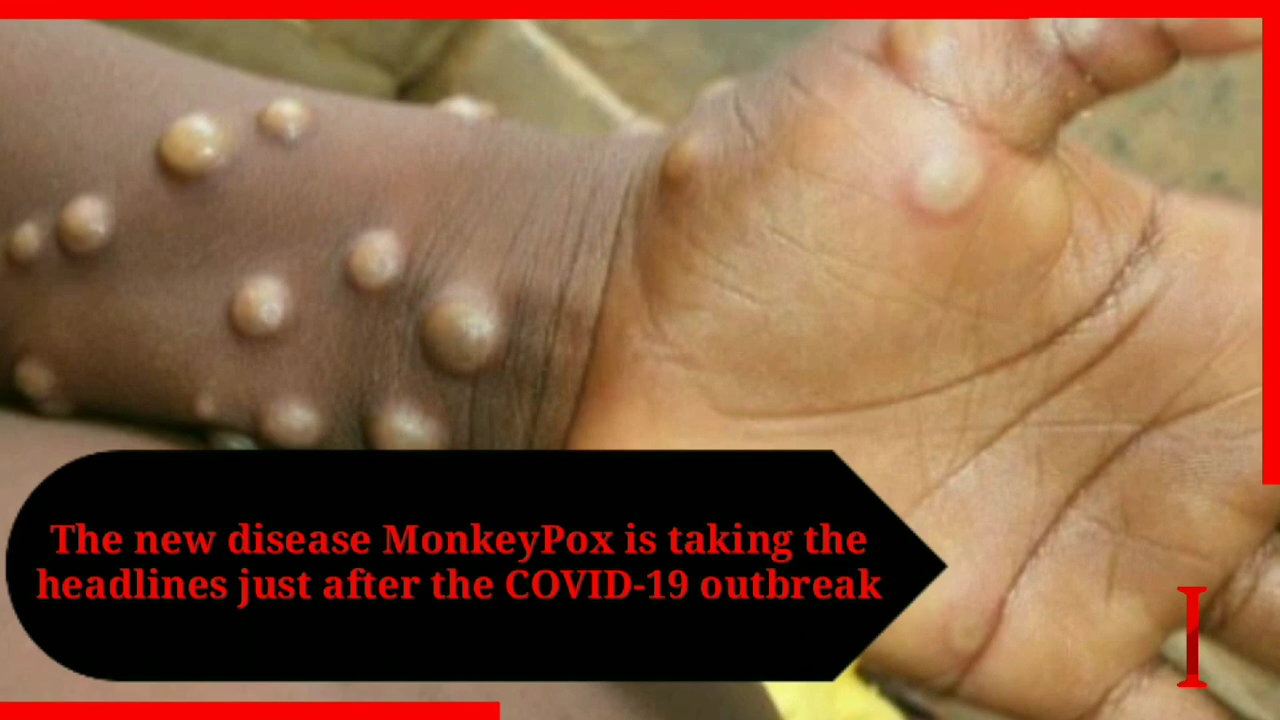 The new disease MonkeyPox is taking the
headlines just after the COVID-19 outbreak
I